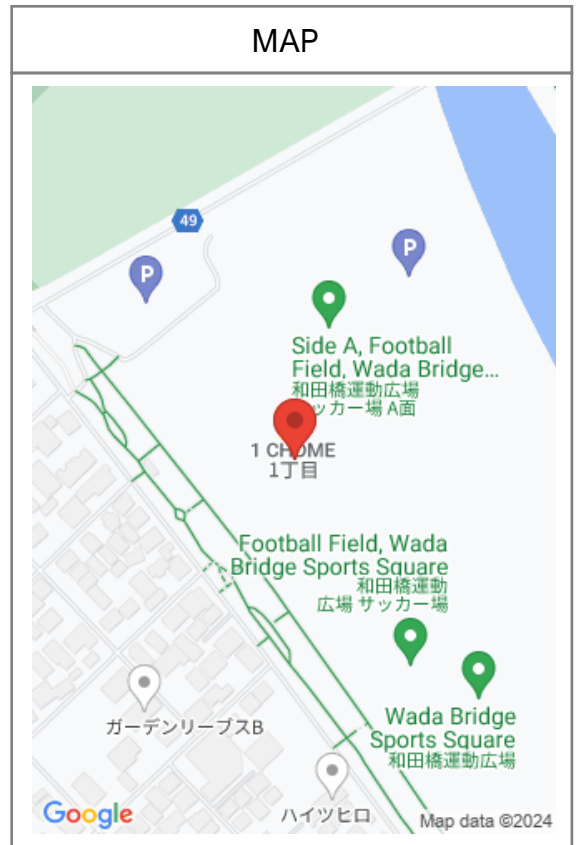 MAP
49
P
P
Side A, Football
Field, Wada Bridge...
和田橋運動広場
ッカー場 A面
1 CHOME
1丁目
Football Field, Wada
Bridge Sports Square
和田橋運動
広場 サッカー場
Wada Bridge
Sports Square
和田橋運動広場
ガーデンリーブスB
ハイツヒロ
Google
Map data ©2024